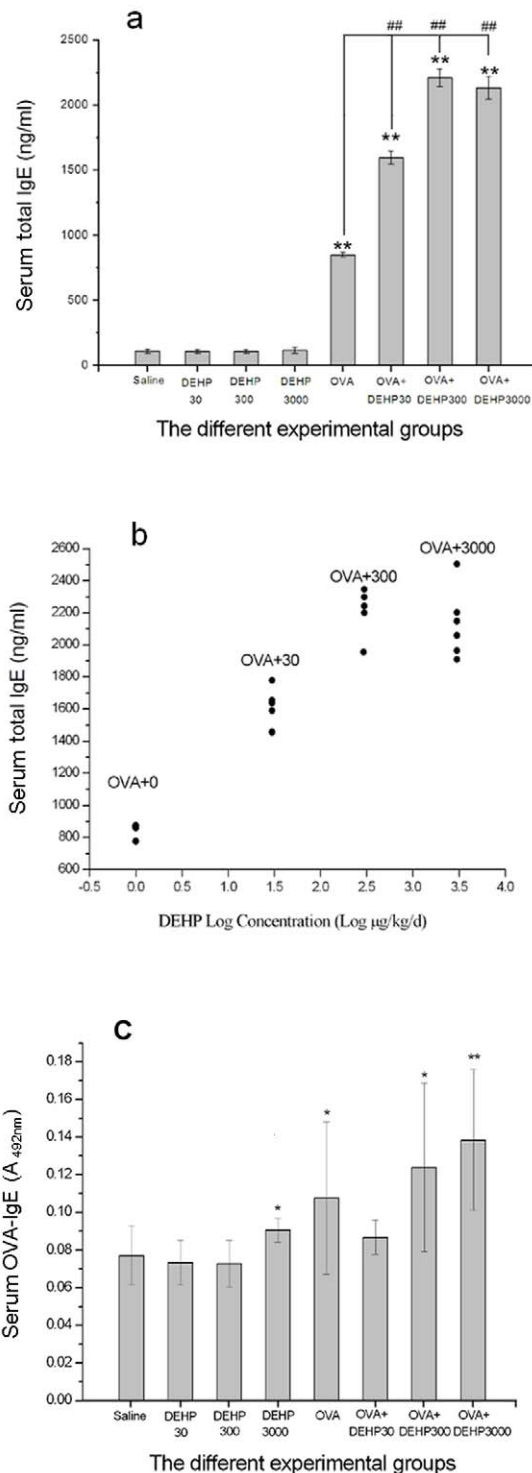 a
## ## ##
2500
**
**
2000
**
1500
1000
**
500
0
Serum total IgE (ng/ml)
Saline DEHP 30 DEHP 300 DEHP 3000 OVA OVA+ DEHP30 OVA+ DEHP300 OVA+ DEHP3000
The different experimental groups
b
2600
OVA+3000
2400
OVA+300
2200
2000
1800
OVA+30
1600
1400
1200
OVA+0
1000
800
600
Serum total IgE (ng/ml)
-0.5 0.0 0.5 1.0 1.5 2.0 2.5 3.0 3.5 4.0
DEHP Log Concentration (Log μg/kg/d)
C
0.18
**
*
0.16
*
0.14
0.12
*
0.10
0.08
0.06
0.04
0.02
0.00
Serum OVA-IgE (A 492nm)
Saline DEHP 30 DEHP 300 DEHP 3000 OVA OVA+ DEHP30 OVA+ DEHP300 OVA+ DEHP3000
The different experimental groups